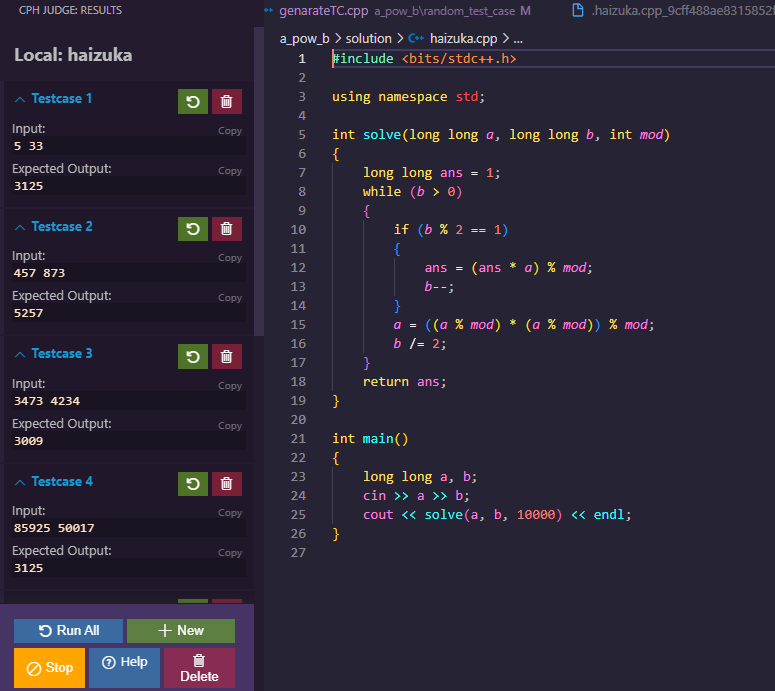 CPH JUDGE: RESULTS
Local: haizuka
Testcase 1
Input:
Copy
5 33
Expected Output:
Copy
3125
Testcase 2
Input:
Copy
457 873
Expected Output:
Copy
5257
Testcase 3
Input:
Copy
3473 4234
Expected Output:
Copy
3009
Testcase 4
Input:
Copy
85925 50017
Expected Output:
Copy
3125
Run All
New
Stop
Help
Delete
genarateTC.cpp a_pow_b\random_test_case M
.haizuka.cpp_9cff488ae8315852
a_pow_b > solution > haizuka.cpp > ...
1 #include <bits/stdc++.h>
2
3 using namespace std;
4
5 int solve(long long a, long long b, int mod)
6 {
7     long long ans = 1;
8     while (b > 0)
9     {
10         if (b % 2 == 1)
11         {
12             ans = (ans * a) % mod;
13             b--;
14         }
15         a = ((a % mod) * (a % mod)) % mod;
16         b /= 2;
17     }
18     return ans;
19 }
20
21 int main()
22 {
23     long long a, b;
24     cin >> a >> b;
25     cout << solve(a, b, 10000) << endl;
26 }
27